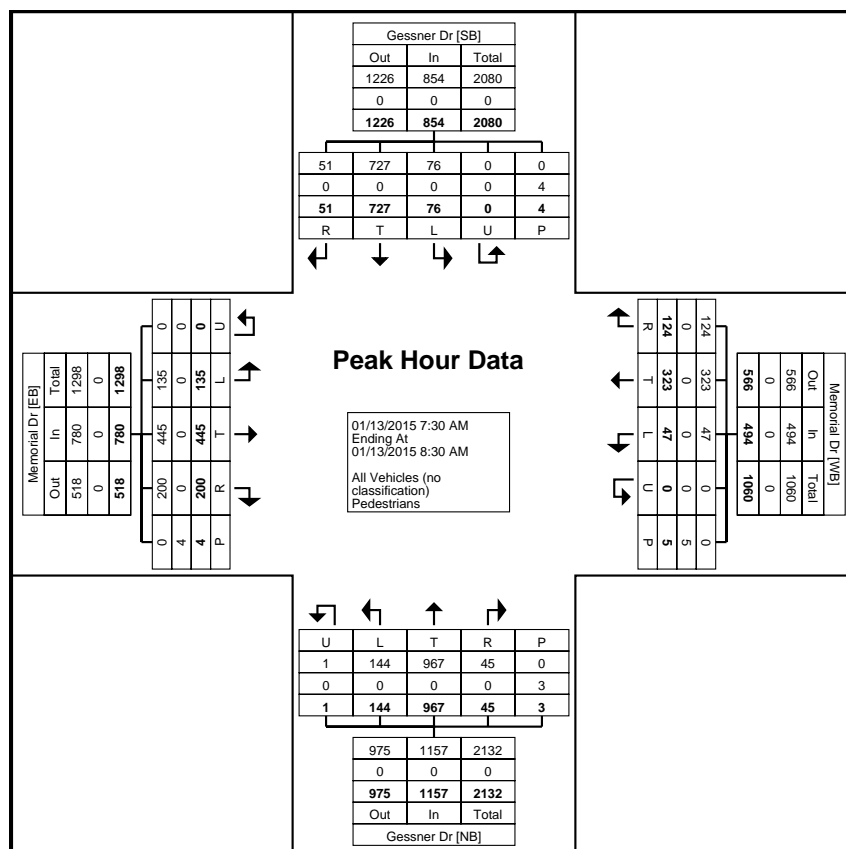 Gessner Dr [SB]
Out In Total
1226 854 2080
0 0 0
1226 854 2080
51 727 76 0 0
0 0 0 0 4
51 727 76 0 4
R T L U P
Memorial Dr [EB]
Total In Out
1298 780 518
0 0 0
1298 780 518
0 135 445 200 0
0 0 0 0 4
0 135 445 200 4
U L T R P
Peak Hour Data
01/13/2015 7:30 AM
Ending At
01/13/2015 8:30 AM
All Vehicles (no
classification)
Pedestrians
R T L U P
124 323 47 0 5
0 0 0 0 5
124 323 47 0 0
566 494 1060
0 0 0
566 494 1060
Out In Total
Memorial Dr [WB]
U L T R P
1 144 967 45 0
0 0 0 0 3
1 144 967 45 3
975 1157 2132
0 0 0
975 1157 2132
Out In Total
Gessner Dr [NB]